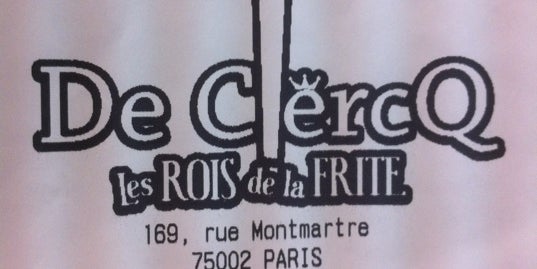 De ClercQ
les ROIS de la FRITE
169, rue Montmartre
75002 PARIS